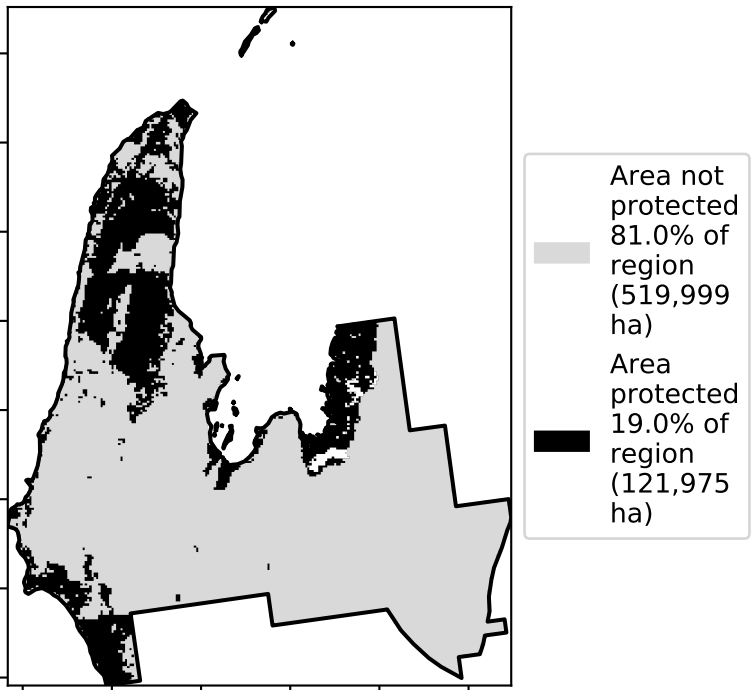 Area not
protected
81.0% of
region
(519,999
ha)
Area
protected
19.0% of
region
(121,975
ha)